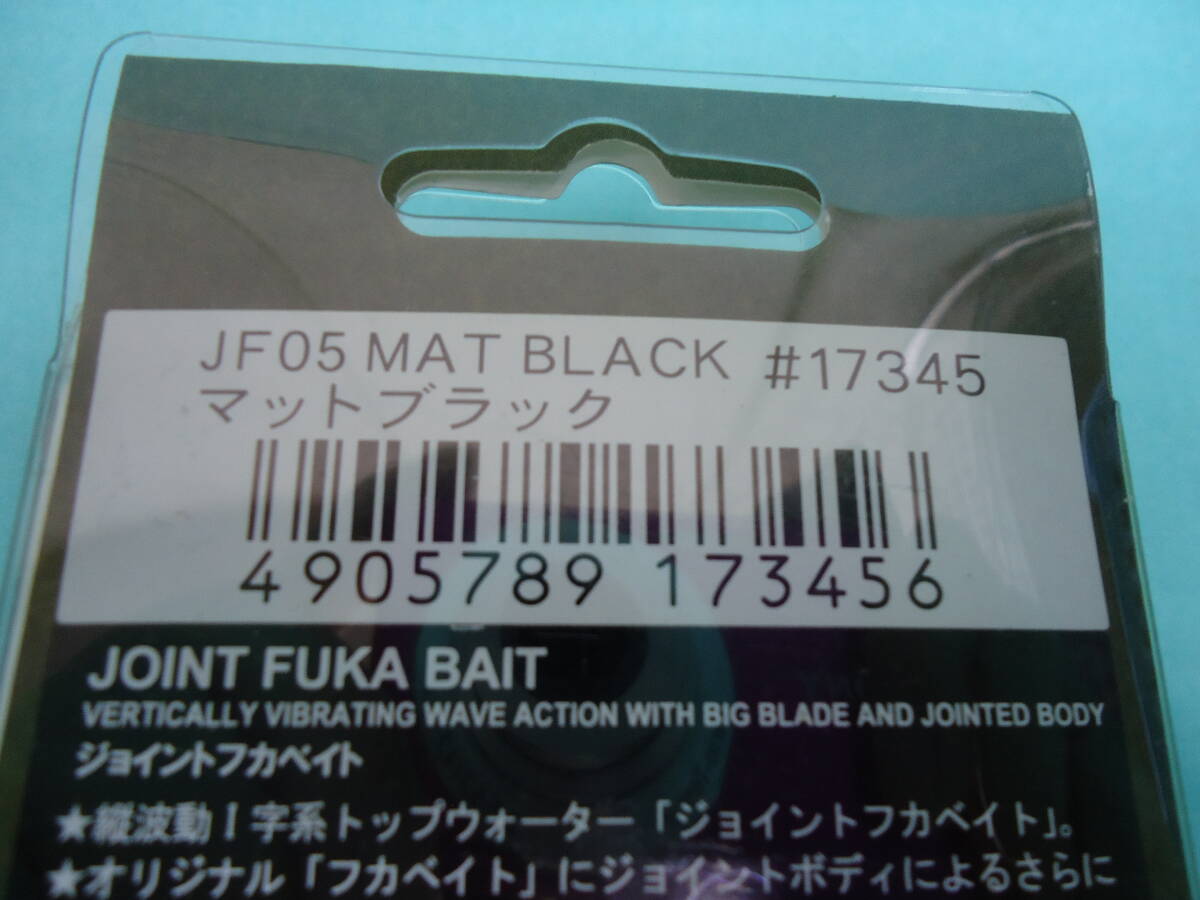 JF05 MAT BLACK #17345
マットブラック
4905789 173456
JOINT FUKA BAIT
VERTICALLY VIBRATING WAVE ACTION WITH BIG BLADE AND JOINTED BODY
ジョイントフカベイト
★縦波動I字系トップウォーター「ジョイントフカベイト」。
★オリジナル「フカベイト」にジョイントボディによるさらに